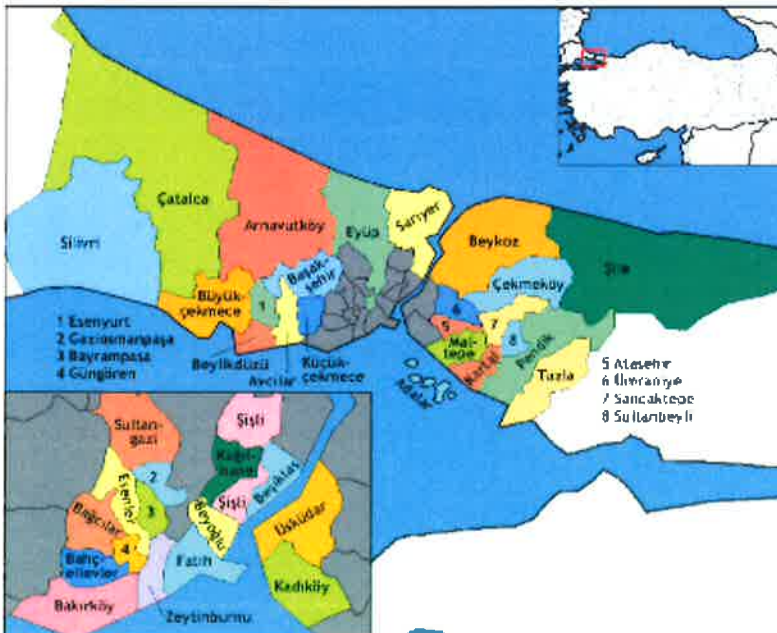 Çatalca
Silivri
Arnavutköy
Eyüp
Sarıyer
Beykoz
Şile
Çekmeköy
Başak-
şehir
Büyük-
çekmece
1
6
5
7
8
Mal-
tepe
Kartal
Pendik
Tuzla
Adalar
Beylikdüzü
Avcılar
Küçük-
çekmece
1 Esenyurt
2 Gaziosmanpaşa
3 Bayrampaşa
4 Güngören
5 Ataşehir
6 Ümraniye
7 Sancaktepe
8 Sultanbeyli
Sultan-
gazi
Şişli
Kağıt-
hane
2
Esenler
3
Şişli
Beşiktaş
Bağcılar
Beyoğlu
Üsküdar
4
Bahç-
elievler
Fatih
Kadıköy
Bakırköy
Zeytinburnu